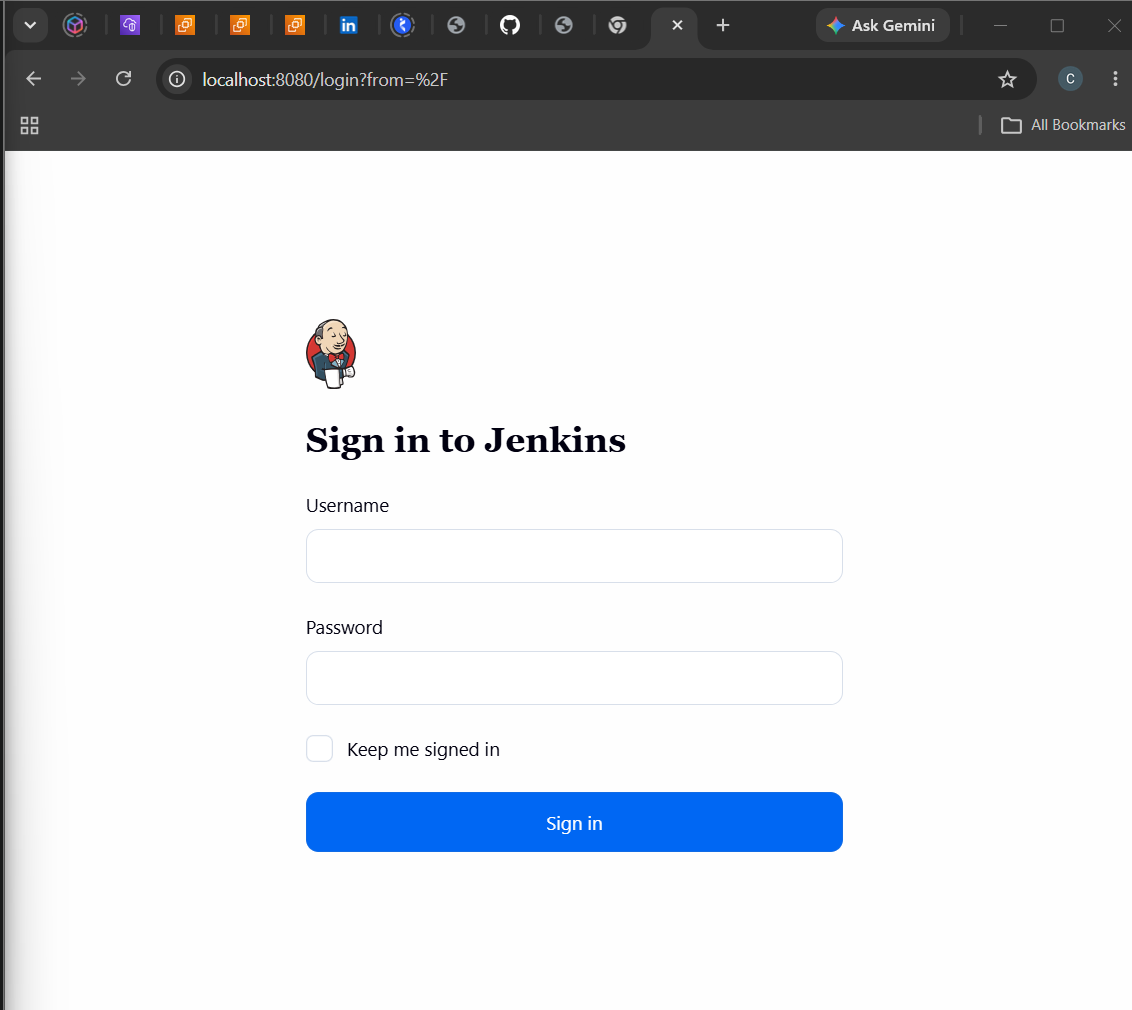 in
Ask Gemini
localhost:8080/login?from=%2F
C
All Bookmarks
Sign in to Jenkins
Username
Password
Keep me signed in
Sign in